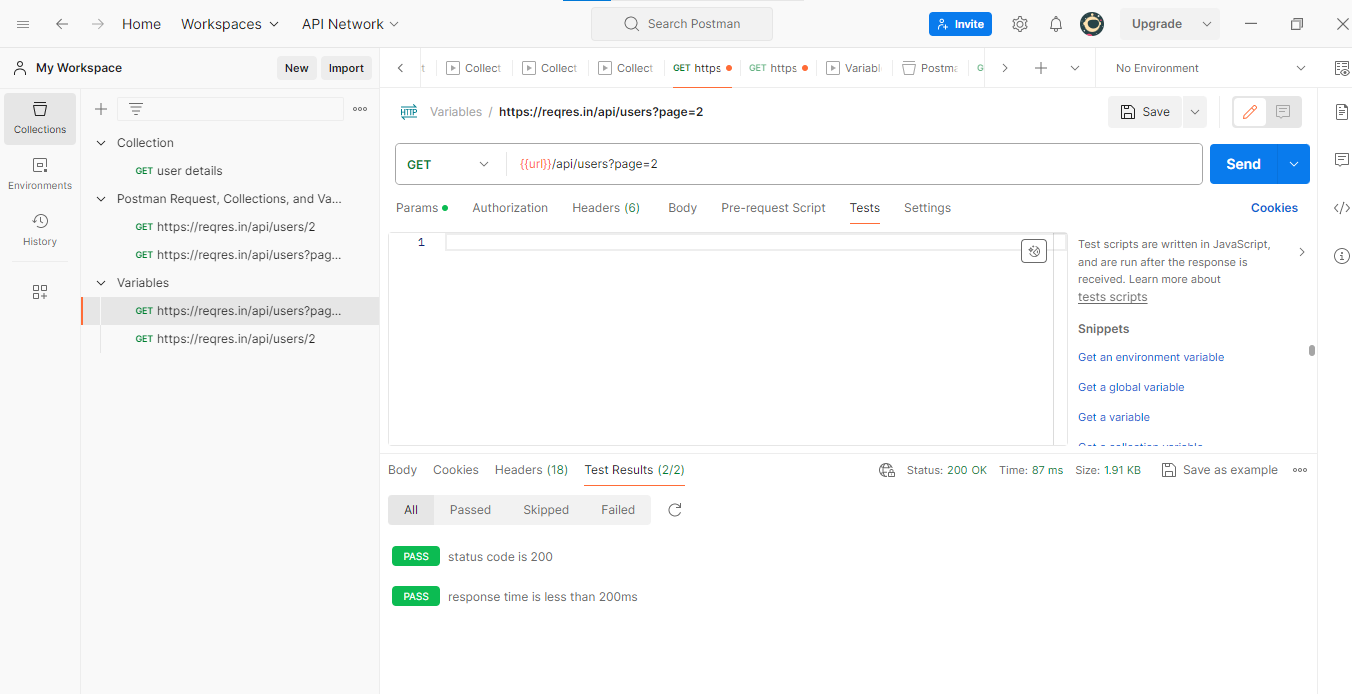 Home Workspaces API Network Search Postman Invite Upgrade
My Workspace New Import
Collect Collect Collect GET https GET https Variabl Postma No Environment
Collections
Environments
History
Collection
GET user details
Postman Request, Collections, and Va...
GET https://reqres.in/api/users/2
GET https://reqres.in/api/users?pag...
Variables
GET https://reqres.in/api/users?pag...
GET https://reqres.in/api/users/2
HTTP Variables / https://reqres.in/api/users?page=2 Save
GET {{url}}/api/users?page=2 Send
Params Authorization Headers (6) Body Pre-request Script Tests Settings Cookies
1
Test scripts are written in JavaScript,
and are run after the response is
received. Learn more about
tests scripts
Snippets
Get an environment variable
Get a global variable
Get a variable
Get a collection variable
Body Cookies Headers (18) Test Results (2/2) Status: 200 OK Time: 87 ms Size: 1.91 KB Save as example
All Passed Skipped Failed
PASS status code is 200
PASS response time is less than 200ms